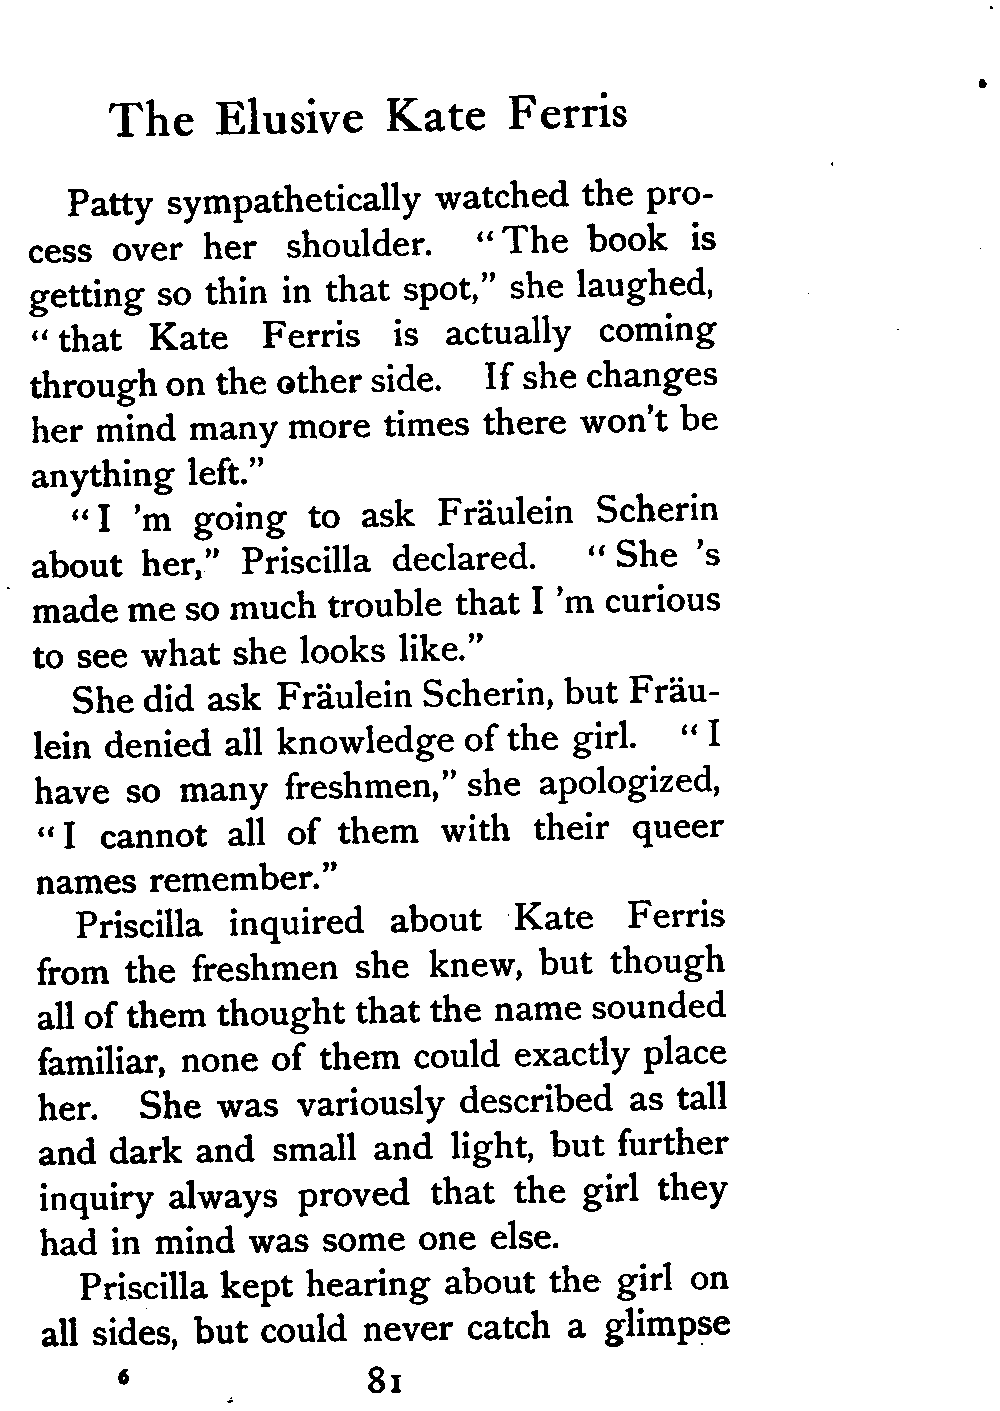 The Elusive Kate Ferris
Patty sympathetically watched the pro-
cess over her shoulder. "The book is
getting so thin in that spot," she laughed,
"that Kate Ferris is actually coming
through on the other side. If she changes
her mind many more times there won't be
anything left."
"I 'm going to ask Fräulein Scherin
about her," Priscilla declared. "She 's
made me so much trouble that I 'm curious
to see what she looks like."
She did ask Fräulein Scherin, but Fräu-
lein denied all knowledge of the girl. "I
have so many freshmen," she apologized,
"I cannot all of them with their queer
names remember."
Priscilla inquired about Kate Ferris
from the freshmen she knew, but though
all of them thought that the name sounded
familiar, none of them could exactly place
her. She was variously described as tall
and dark and small and light, but further
inquiry always proved that the girl they
had in mind was some one else.
Priscilla kept hearing about the girl on
all sides, but could never catch a glimpse
6 81